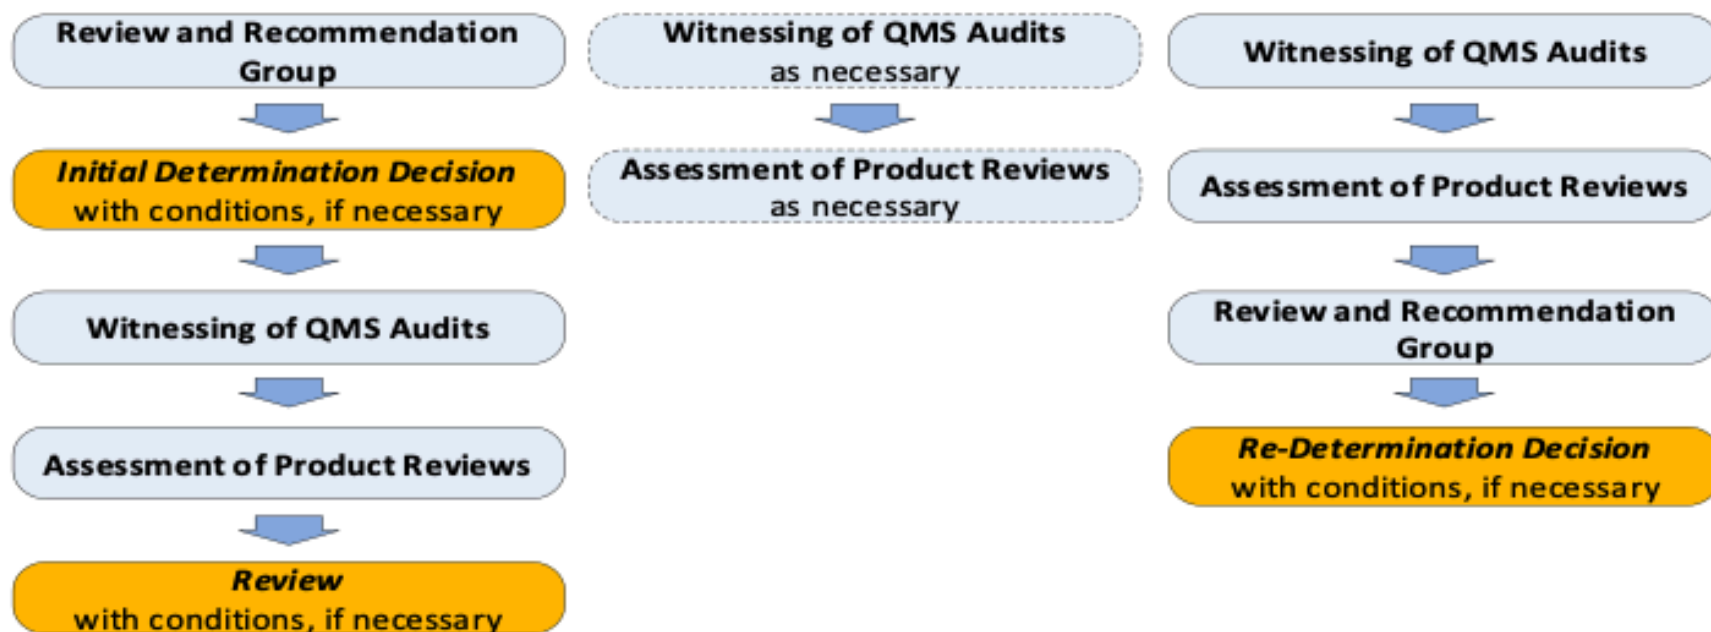 Review and Recommendation
Group
Initial Determination Decision
with conditions, if necessary
Witnessing of QMS Audits
Assessment of Product Reviews
Review
with conditions, if necessary
Witnessing of QMS Audits
as necessary
Assessment of Product Reviews
as necessary
Witnessing of QMS Audits
Assessment of Product Reviews
Review and Recommendation
Group
Re-Determination Decision
with conditions, if necessary